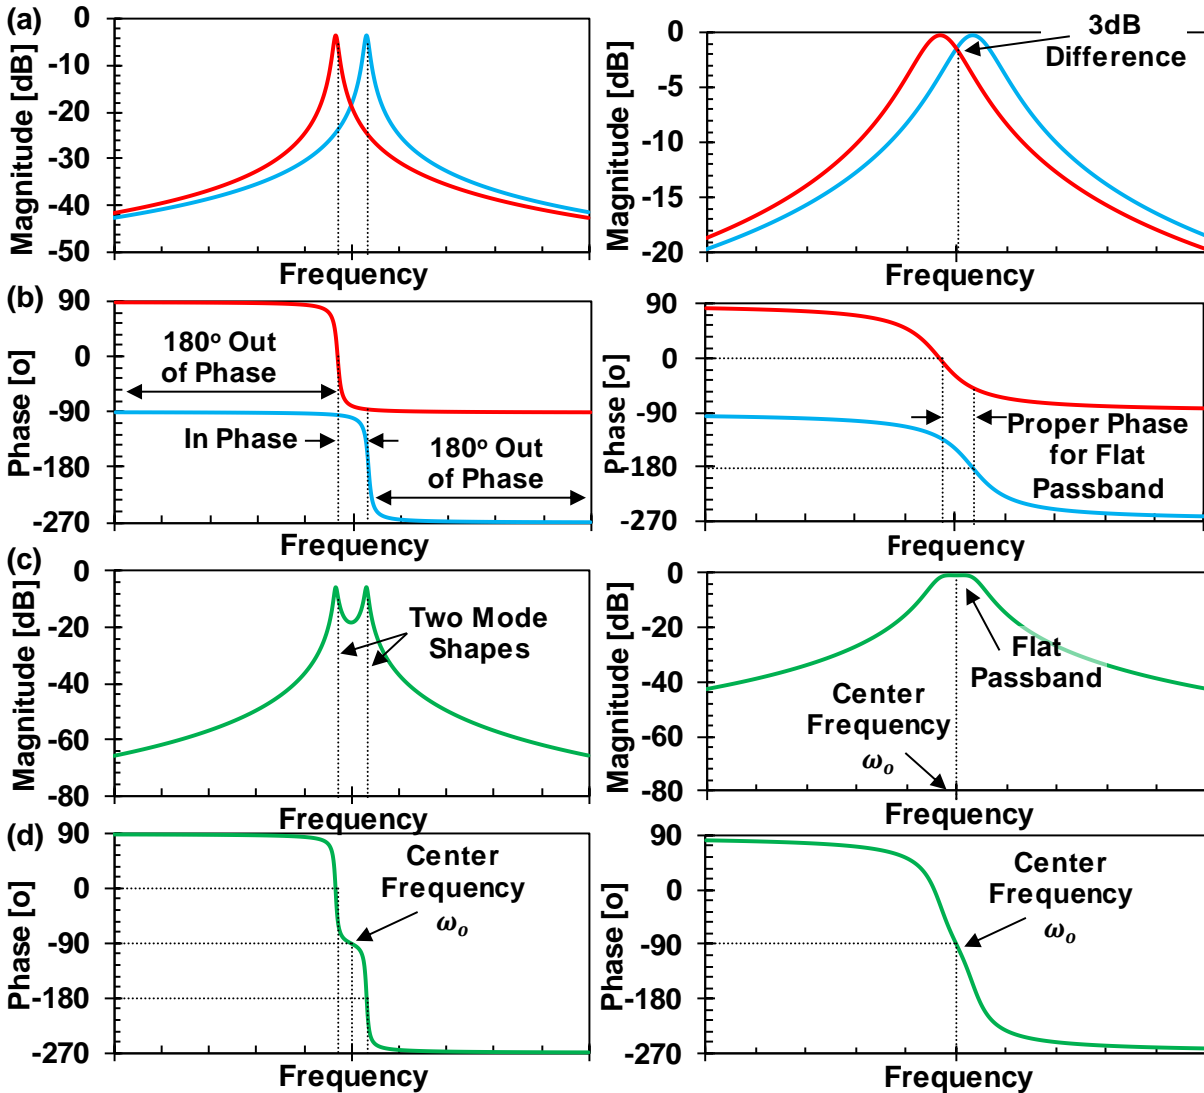 (a)
Magnitude [dB]
0
-10
-20
-30
-40
-50
Frequency
Magnitude [dB]
0
-5
-10
-15
-20
3dB
Difference
Frequency
(b)
Phase [o]
90
0
-90
-180
-270
180o Out
of Phase
In Phase
180o Out
of Phase
Frequency
Phase [o]
90
0
-90
-180
-270
Proper Phase
for Flat
Passband
Frequency
(c)
Magnitude [dB]
0
-20
-40
-60
-80
Two Mode
Shapes
Frequency
Magnitude [dB]
0
-20
-40
-60
-80
Flat
Passband
Center
Frequency
ωo
Frequency
(d)
Phase [o]
90
0
-90
-180
-270
Center
Frequency
ωo
Frequency
Phase [o]
90
0
-90
-180
-270
Center
Frequency
ωo
Frequency